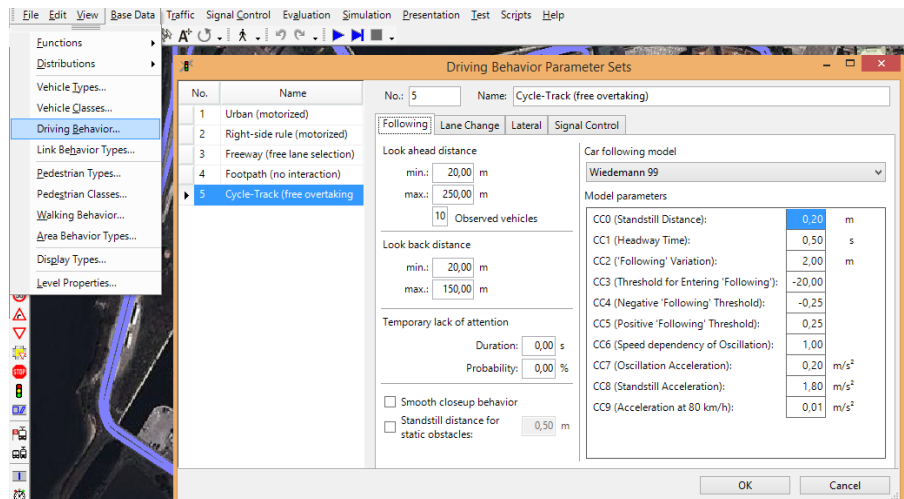 File Edit View Base Data Traffic Signal Control Evaluation Simulation Presentation Test Scripts Help
Functions
Distributions
Vehicle Types...
Vehicle Classes...
Driving Behavior...
Link Behavior Types...
Pedestrian Types...
Pedestrian Classes...
Walking Behavior...
Area Behavior Types...
Display Types...
Level Properties...
STOP
Driving Behavior Parameter Sets
No. Name
1 Urban (motorized)
2 Right-side rule (motorized)
3 Freeway (free lane selection)
4 Footpath (no interaction)
5 Cycle-Track (free overtaking
No.: 5 Name: Cycle-Track (free overtaking)
Following Lane Change Lateral Signal Control
Look ahead distance
min.: 20,00 m
max.: 250,00 m
10 Observed vehicles
Look back distance
min.: 20,00 m
max.: 150,00 m
Temporary lack of attention
Duration: 0,00 s
Probability: 0,00 %
Smooth closeup behavior
Standstill distance for
static obstacles: 0,50 m
Car following model
Wiedemann 99
Model parameters
CC0 (Standstill Distance): 0,20 m
CC1 (Headway Time): 0,50 s
CC2 ('Following' Variation): 2,00 m
CC3 (Threshold for Entering 'Following'): -20,00
CC4 (Negative 'Following' Threshold): -0,25
CC5 (Positive 'Following' Threshold): 0,25
CC6 (Speed dependency of Oscillation): 1,00
CC7 (Oscillation Acceleration): 0,20 m/s²
CC8 (Standstill Acceleration): 1,80 m/s²
CC9 (Acceleration at 80 km/h): 0,01 m/s²
OK Cancel